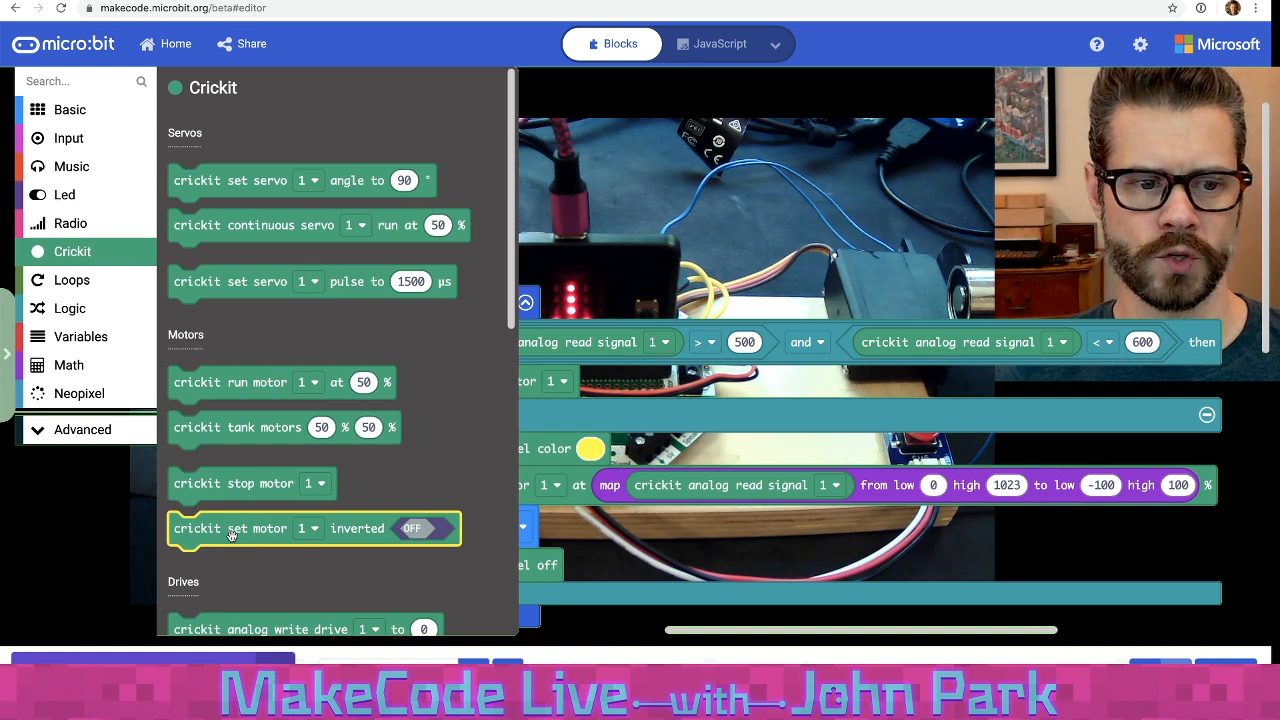 makecode.microbit.org/beta#editor
micro:bit Home Share Blocks JavaScript Microsoft
Search...
Basic
Input
Music
Led
Radio
Crickit
Loops
Logic
Variables
Math
Neopixel
Advanced
Crickit
Servos
crickit set servo 1 angle to 90 °
crickit continuous servo 1 run at 50 %
crickit set servo 1 pulse to 1500 µs
Motors
crickit run motor 1 at 50 %
crickit tank motors 50 % 50 %
crickit stop motor 1
crickit set motor 1 inverted OFF
Drives
crickit analog write drive 1 to 0
analog read signal 1 > 500 and crickit analog read signal 1 < 600 then
tor 1
el color
or 1 at map crickit analog read signal 1 from low 0 high 1023 to low -100 high 100 %
el off
MakeCode Live with John Park